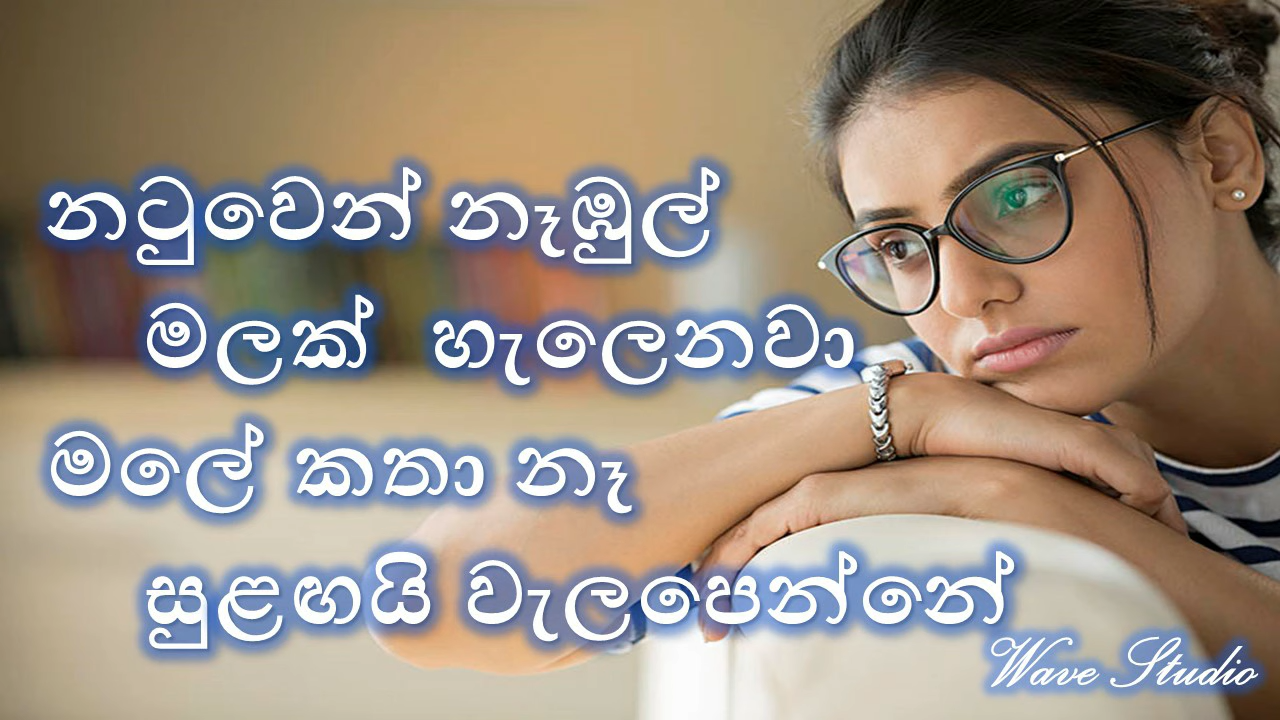 නටුවෙන් නෑඹුල්
මලක් හැලෙනවා
මලේ කතා නෑ
සුළඟයි වැලපෙන්නේ
Wave Studio